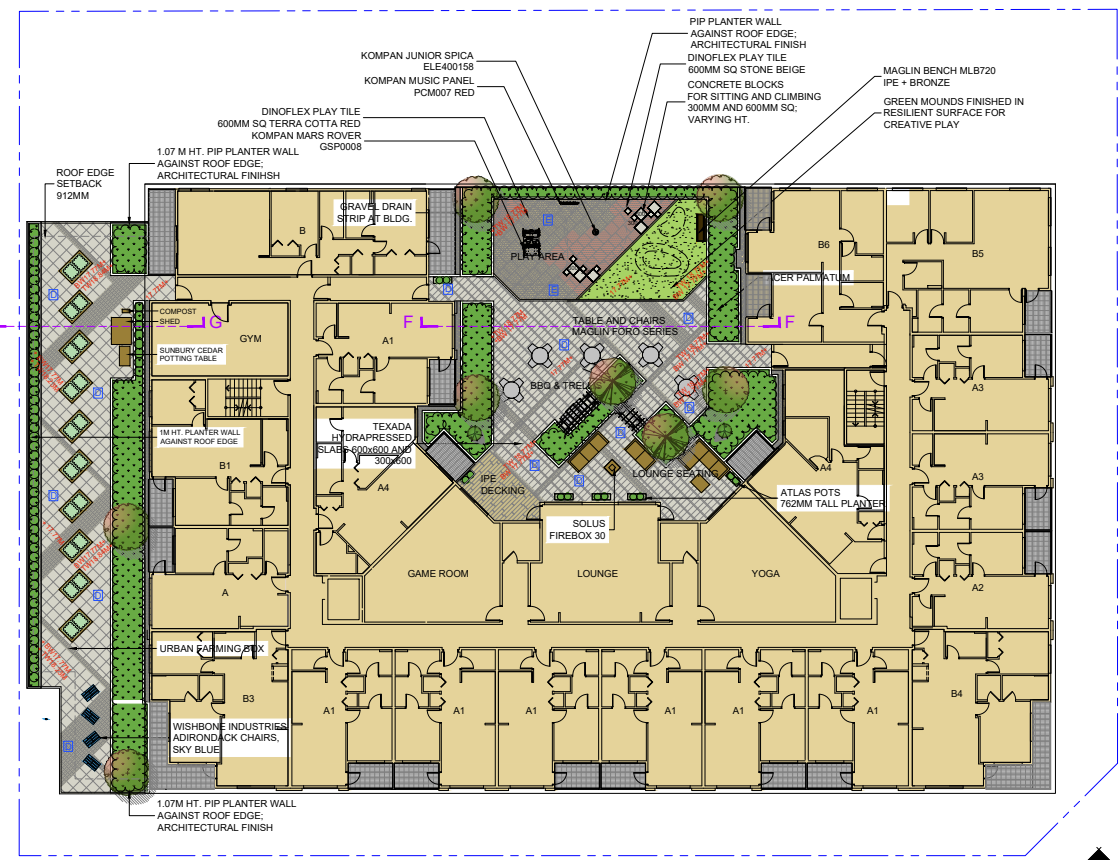 PIP PLANTER WALL
AGAINST ROOF EDGE;
ARCHITECTURAL FINISH
DINOFLEX PLAY TILE
600MM SQ STONE BEIGE
CONCRETE BLOCKS
FOR SITTING AND CLIMBING
300MM AND 600MM SQ;
VARYING HT.
KOMPAN JUNIOR SPICA
ELE400158
KOMPAN MUSIC PANEL
PCM007 RED
DINOFLEX PLAY TILE
600MM SQ TERRA COTTA RED
KOMPAN MARS ROVER
GSP0008
MAGLIN BENCH MLB720
IPE + BRONZE
GREEN MOUNDS FINISHED IN
RESILIENT SURFACE FOR
CREATIVE PLAY
1.07 M HT. PIP PLANTER WALL
AGAINST ROOF EDGE;
ARCHITECTURAL FINIHSH
ROOF EDGE
SETBACK
912MM
GRAVEL DRAIN
STRIP AT BLDG.
B
PLAY AREA
B6
B5
ACER PALMATUM
COMPOST
SHED
G
GYM
F
A1
TABLE AND CHAIRS
MAGLIN FORO SERIES
F
SUNBURY CEDAR
POTTING TABLE
BBQ & TRELL
A3
1M HT. PLANTER WALL
AGAINST ROOF EDGE
TEXADA
HYDRAPRESSED
SLABS 600x600 AND
300x600
B1
A4
IPE
DECKING
LOUNGE SEATING
A4
A3
ATLAS POTS
762MM TALL PLANTER
SOLUS
FIREBOX 30
GAME ROOM
LOUNGE
YOGA
A
A2
URBAN FARMING BOX
B3
A1
A1
A1
A1
A1
A1
B4
WISHBONE INDUSTRIES
ADIRONDACK CHAIRS,
SKY BLUE
1.07M HT. PIP PLANTER WALL
AGAINST ROOF EDGE;
ARCHITECTURAL FINISH